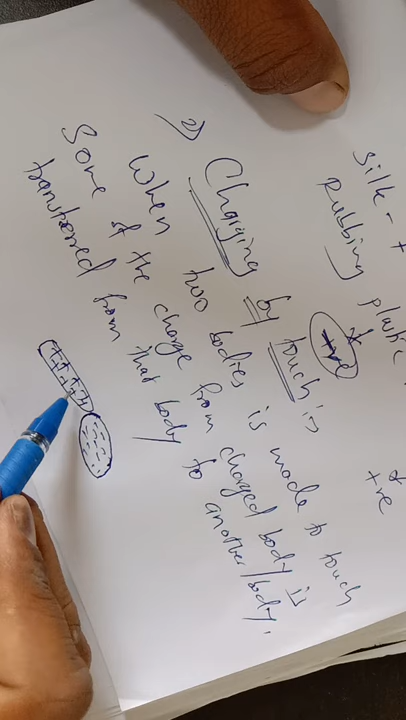 silk - +
Rubbing plastic
+ve
+ve
2) Charging by touch :-
When two bodies is made to touch
Some of the charge from charged body is
transferred from that body to another body.